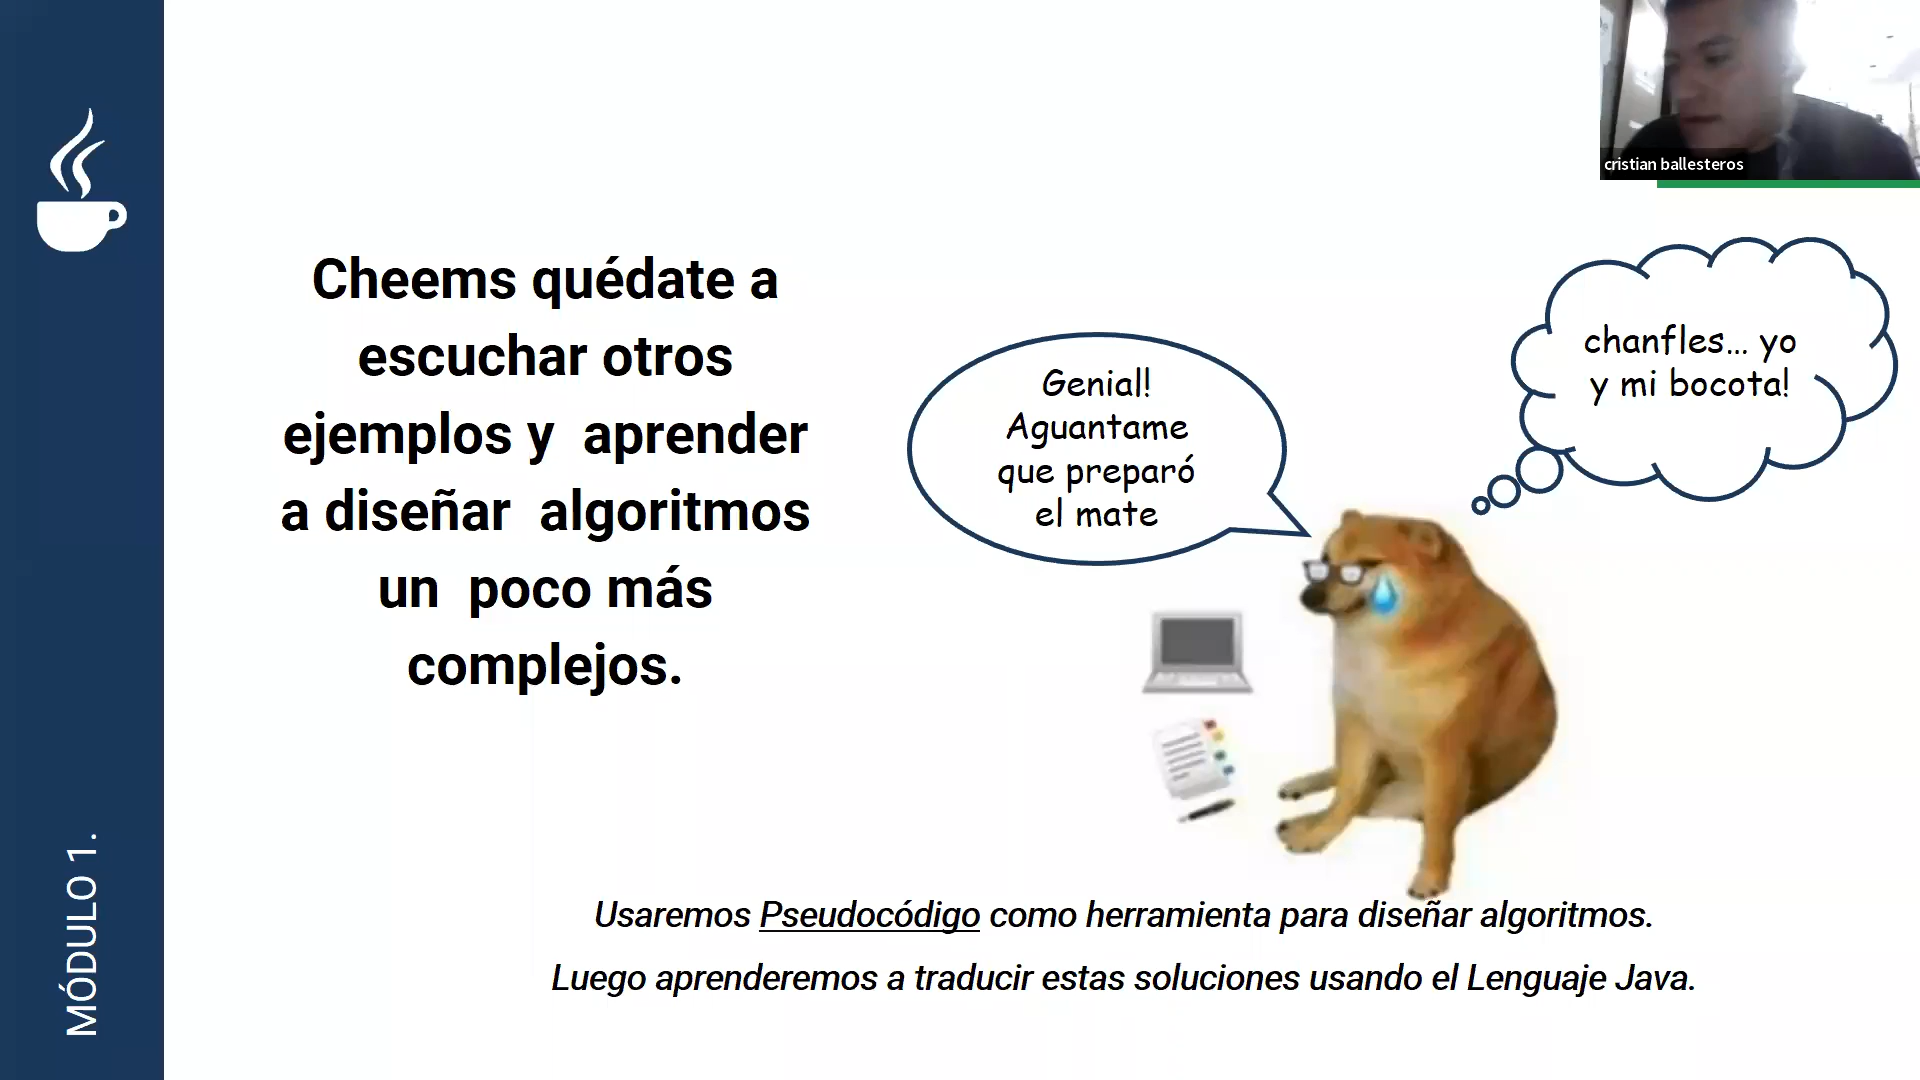 cristian ballesteros
Cheems quédate a
escuchar otros
ejemplos y  aprender
a diseñar  algoritmos
un  poco más
complejos.
Genial!
Aguantame
que preparó
el mate
chanfles... yo
y mi bocota!
Usaremos Pseudocódigo como herramienta para diseñar algoritmos.
Luego aprenderemos a traducir estas soluciones usando el Lenguaje Java.
MÓDULO 1.